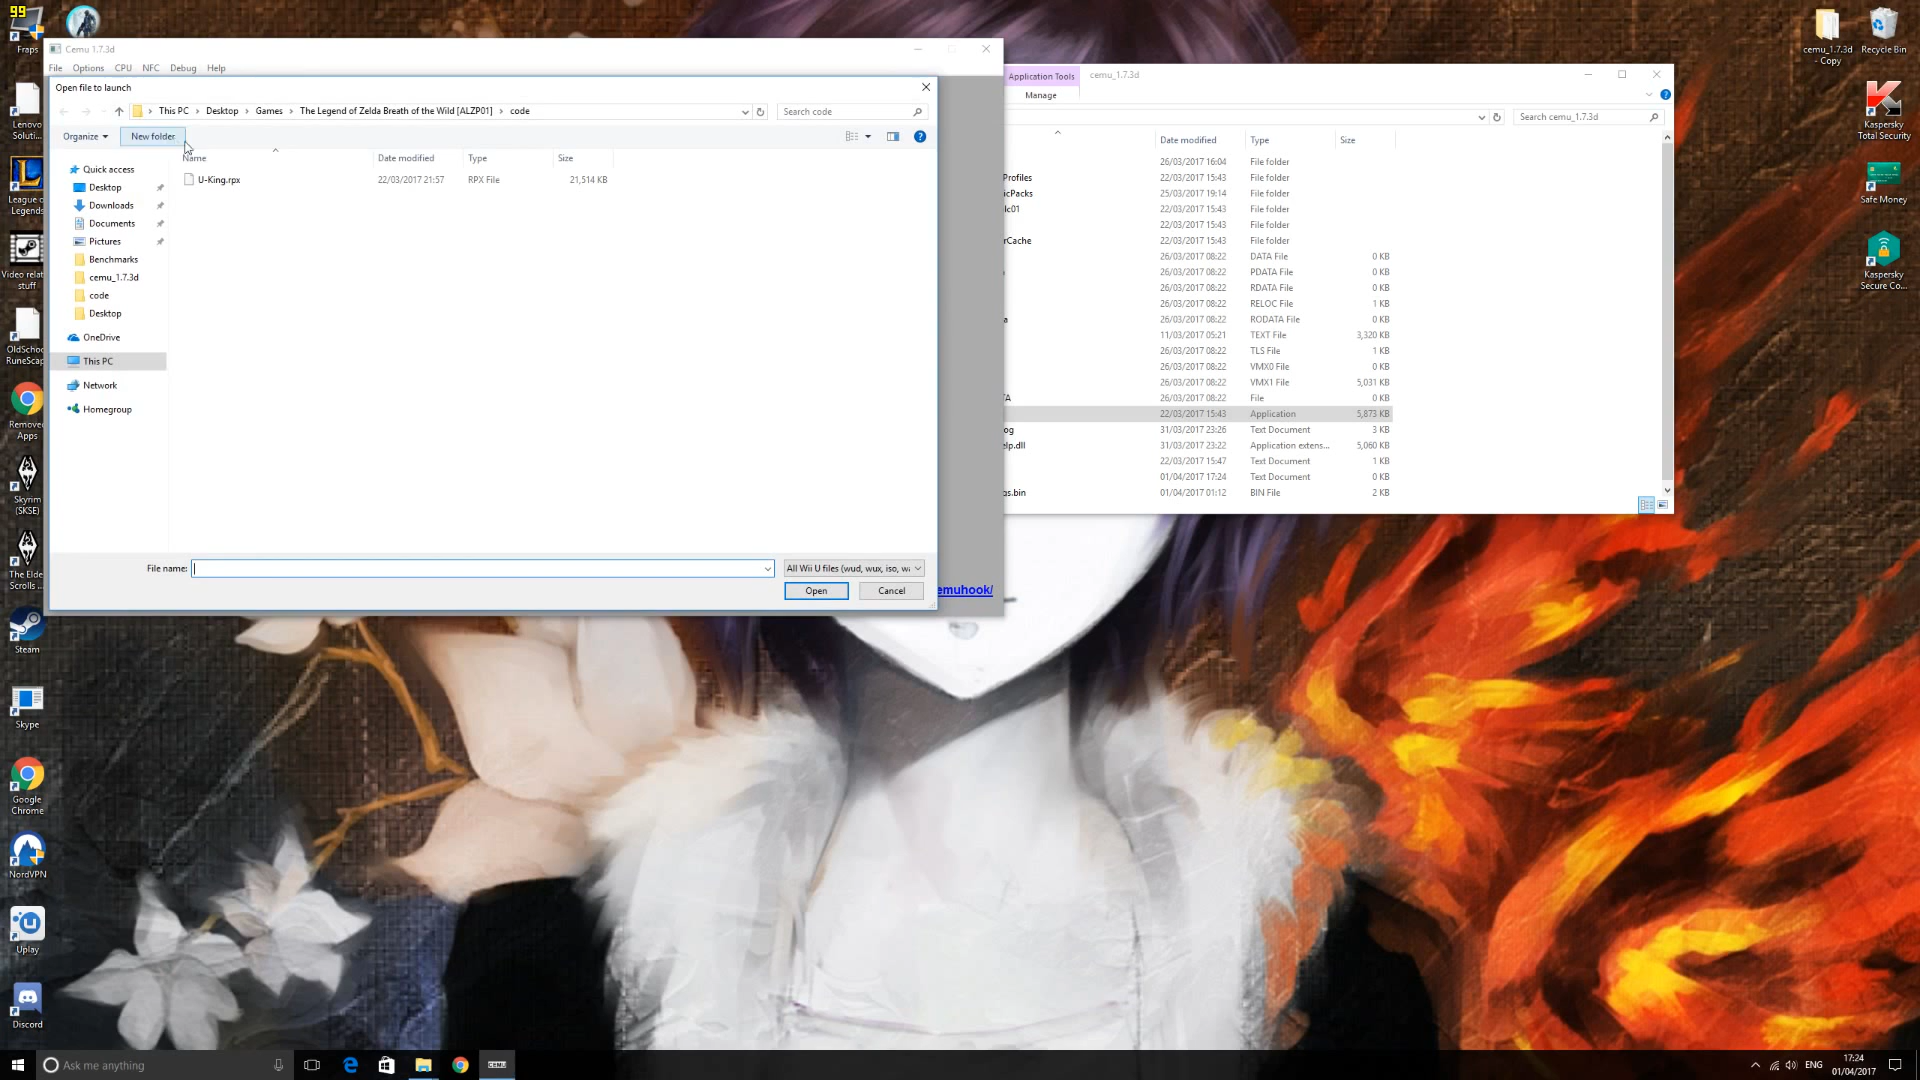 99
Fraps
Lenovo
Soluti...
League of
Legends
Video relat
stuff
OldSchoo
RuneScap
Removed
Apps
Skyrim
(SKSE)
The Elde
Scrolls ...
Steam
Skype
Google
Chrome
NordVPN
Uplay
Discord
Cemu 1.7.3d
File Options CPU NFC Debug Help
Open file to launch
This PC > Desktop > Games > The Legend of Zelda Breath of the Wild [ALZP01] > code
Search code
Organize New folder
Name Date modified Type Size
U-King.rpx 22/03/2017 21:57 RPX File 21,514 KB
Quick access
Desktop
Downloads
Documents
Pictures
Benchmarks
cemu_1.7.3d
code
Desktop
OneDrive
This PC
Network
Homegroup
File name:
All Wii U files (wud, wux, iso, wa
Open Cancel
emuhook/
Application Tools cemu_1.7.3d
Manage
Search cemu_1.7.3d
Date modified Type Size
26/03/2017 16:04 File folder
Profiles 22/03/2017 15:43 File folder
icPacks 25/03/2017 19:14 File folder
lc01 22/03/2017 15:43 File folder
22/03/2017 15:43 File folder
rCache 22/03/2017 15:43 File folder
26/03/2017 08:22 DATA File 0 KB
26/03/2017 08:22 PDATA File 0 KB
26/03/2017 08:22 RDATA File 0 KB
26/03/2017 08:22 RELOC File 1 KB
a 26/03/2017 08:22 RODATA File 0 KB
11/03/2017 05:21 TEXT File 3,320 KB
26/03/2017 08:22 TLS File 1 KB
26/03/2017 08:22 VMX0 File 0 KB
26/03/2017 08:22 VMX1 File 5,031 KB
TA 26/03/2017 08:22 File 0 KB
22/03/2017 15:43 Application 5,873 KB
og 31/03/2017 23:26 Text Document 3 KB
elp.dll 31/03/2017 23:22 Application extens... 5,060 KB
22/03/2017 15:47 Text Document 1 KB
01/04/2017 17:24 Text Document 0 KB
gs.bin 01/04/2017 01:12 BIN File 2 KB
cemu_1.7.3d
- Copy
Recycle Bin
Kaspersky
Total Security
Safe Money
Kaspersky
Secure Co...
Ask me anything
CEMU
ENG
17:24
01/04/2017